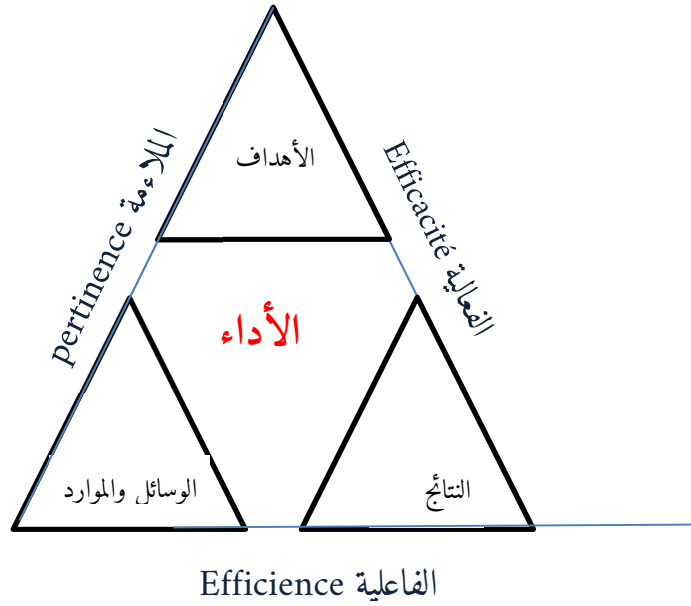 الأهداف
الملاءمة pertinence
Efficacité الفعالية
الأداء
الوسائل والموارد
النتائج
الفاعلية Efficience